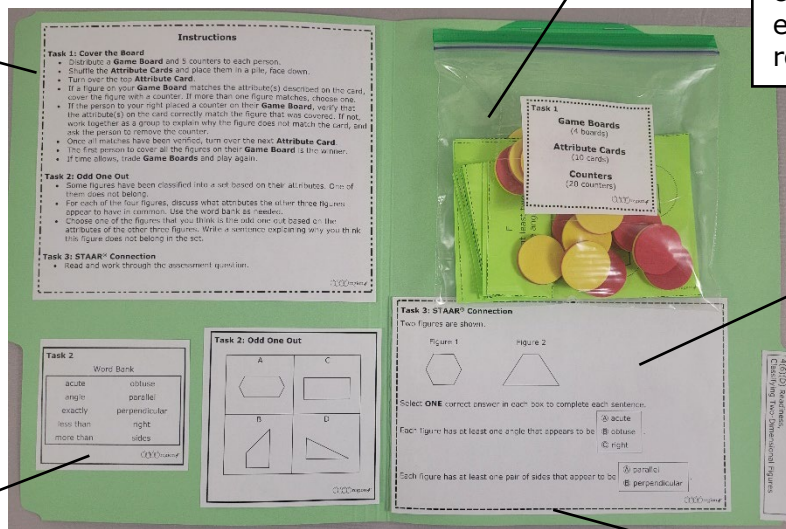 Instructions
Task 1: Cover the Board
• Distribute a Game Board and 5 counters to each person.
• Shuffle the Attribute Cards and place them in a pile, face down.
• Turn over the top Attribute Card.
• If a figure on your Game Board matches the attribute(s) described on the card,
cover the figure with a counter. If more than one figure matches, choose one.
• If the person to your right placed a counter on their Game Board, verify that
the attribute(s) on the card correctly match the figure that was covered. If not,
work together as a group to explain why the figure does not match the card, and
ask the person to remove the counter.
• Once all matches have been verified, turn over the next Attribute Card.
• The first person to cover all the figures on their Game Board is the winner.
• If time allows, trade Game Boards and play again.
Task 2: Odd One Out
• Some figures have been classified into a set based on their attributes. One of
them does not belong.
• For each of the four figures, discuss what attributes the other three figures
appear to have in common. Use the word bank as needed.
• Choose one of the figures that you think is the odd one out based on the
attributes of the other three figures. Write a sentence explaining why you think
this figure does not belong in the set.
Task 3: STAAR® Connection
• Read and work through the assessment question.
Task 1
Game Boards
(4 boards)
Attribute Cards
(10 cards)
Counters
(20 counters)
Task 2
Word Bank
acute obtuse
angle parallel
exactly perpendicular
less than right
more than sides
Task 2: Odd One Out
A C
B D
Task 3: STAAR® Connection
Two figures are shown.
Figure 1 Figure 2
Select ONE correct answer in each box to complete each sentence.
Each figure has at least one angle that appears to be
A acute
B obtuse
C right
.
Each figure has at least one pair of sides that appear to be
A parallel
B perpendicular
.
4(6)(D) Readiness,
Classifying Two-Dimensional Figures